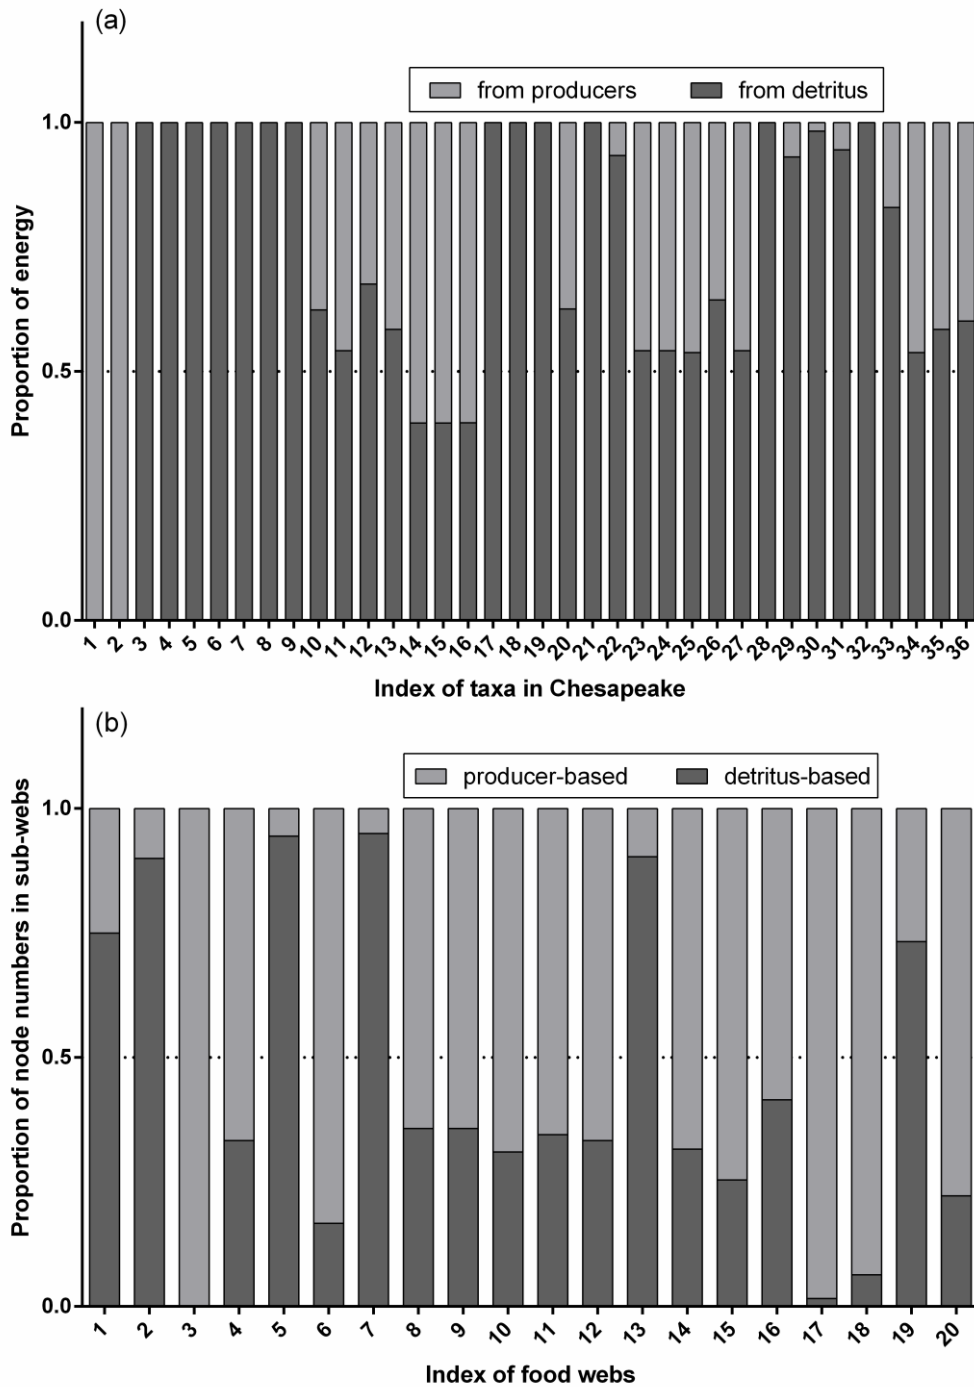 (a)
from producers from detritus
1.0
0.5
0.0
Proportion of energy
1 2 3 4 5 6 7 8 9 10 11 12 13 14 15 16 17 18 19 20 21 22 23 24 25 26 27 28 29 30 31 32 33 34 35 36
Index of taxa in Chesapeake
(b)
producer-based detritus-based
1.0
0.5
0.0
Proportion of node numbers in sub-webs
1 2 3 4 5 6 7 8 9 10 11 12 13 14 15 16 17 18 19 20
Index of food webs